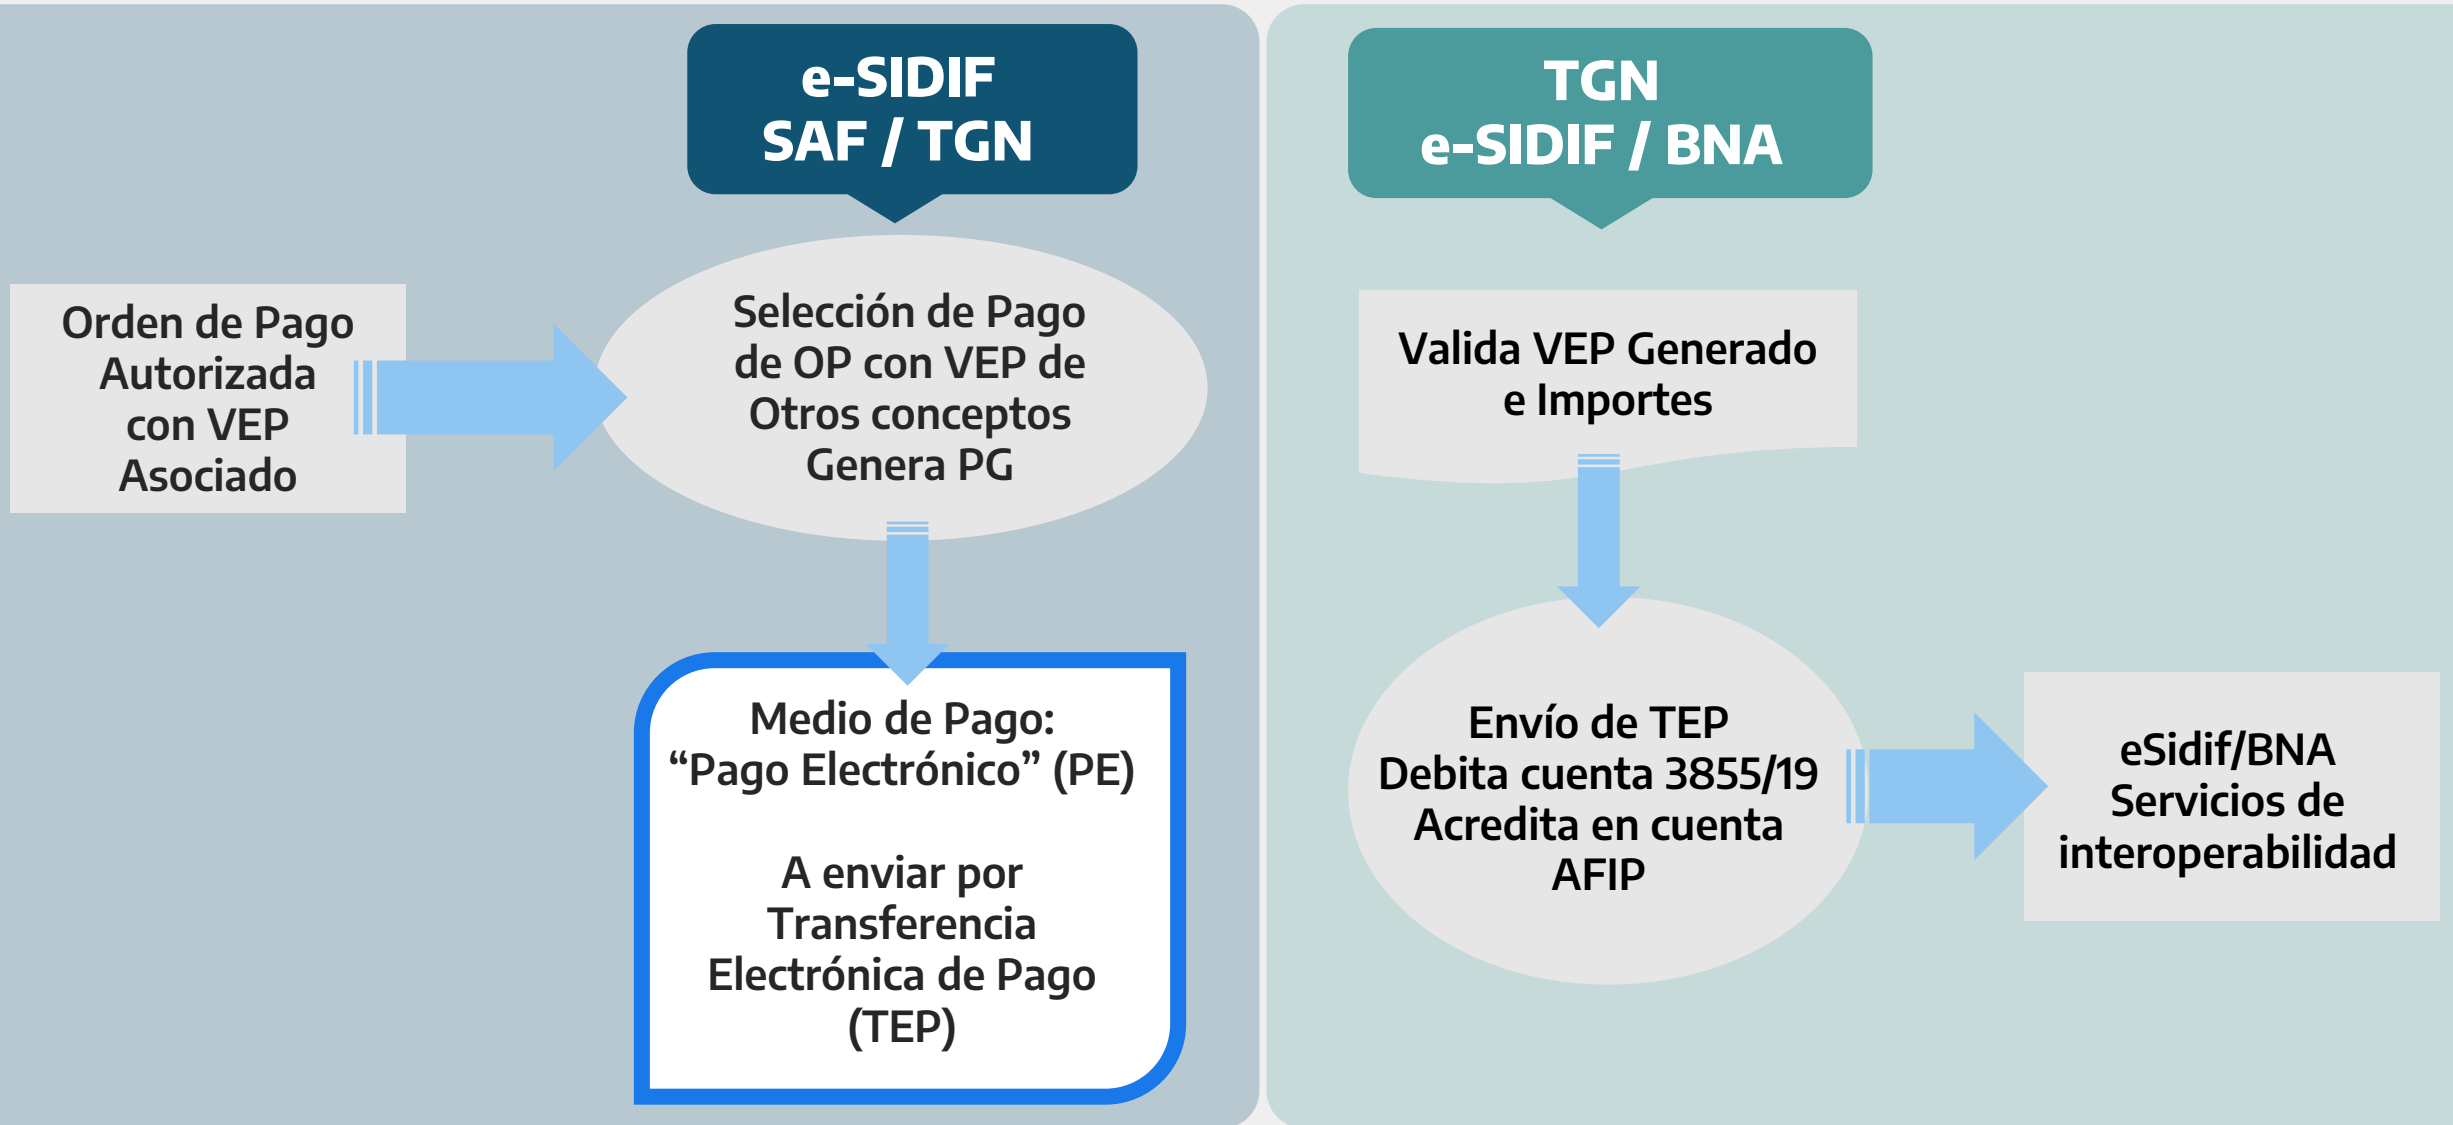 e-SIDIF
SAF / TGN
Orden de Pago
Autorizada
con VEP
Asociado
Selección de Pago
de OP con VEP de
Otros conceptos
Genera PG
Medio de Pago:
“Pago Electrónico” (PE)
A enviar por
Transferencia
Electrónica de Pago
(TEP)
TGN
e-SIDIF / BNA
Valida VEP Generado
e Importes
Envío de TEP
Debita cuenta 3855/19
Acredita en cuenta
AFIP
eSidif/BNA
Servicios de
interoperabilidad